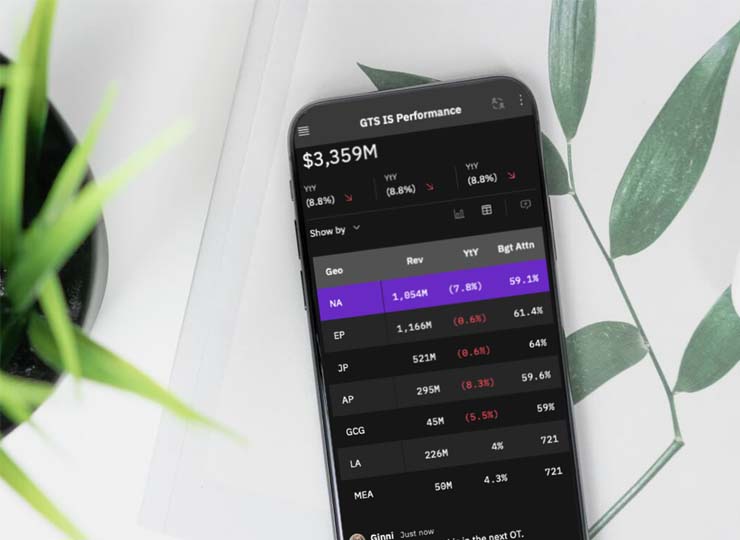 GTS IS Performance
$3,359M
YtY YtY YtY
(8.8%) (8.8%) (8.8%)
Show by
Geo Rev YtY Bgt Attn
NA 1,054M (7.8%) 59.1%
EP 1,166M (0.6%) 61.4%
JP 521M (0.6%) 64%
AP 295M (8.3%) 59.6%
GCG 45M (5.5%) 59%
LA 226M 4% 721
MEA 50M 4.3% 721
Ginni Just now
is the next OT.